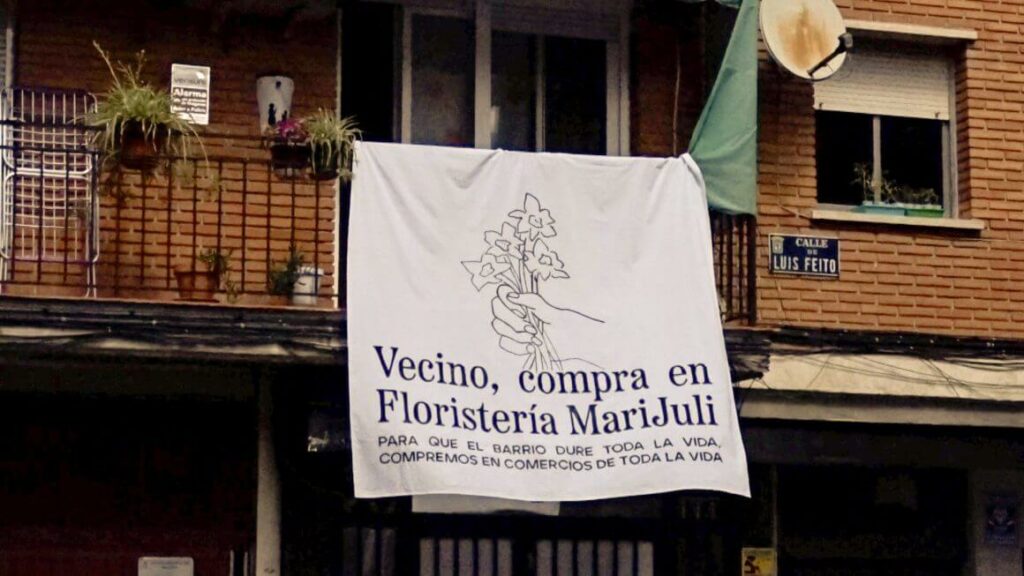 Alarma
CALLE
DE
LUIS FEITO
Vecino, compra en
Floristería MariJuli
PARA QUE EL BARRIO DURE TODA LA VIDA,
COMPREMOS EN COMERCIOS DE TODA LA VIDA